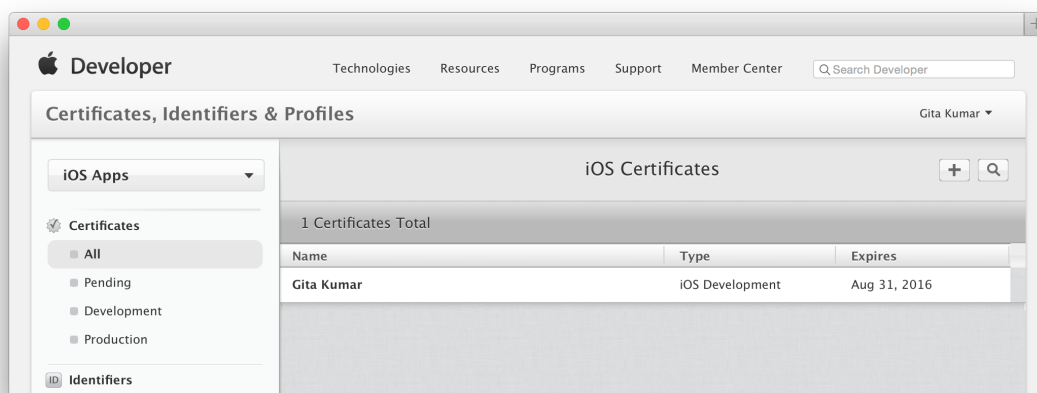 Developer
Technologies Resources Programs Support Member Center
Search Developer
Certificates, Identifiers & Profiles
Gita Kumar
iOS Apps
iOS Certificates
1 Certificates Total
Certificates
All
Pending
Development
Production
ID Identifiers
Name Type Expires
Gita Kumar iOS Development Aug 31, 2016